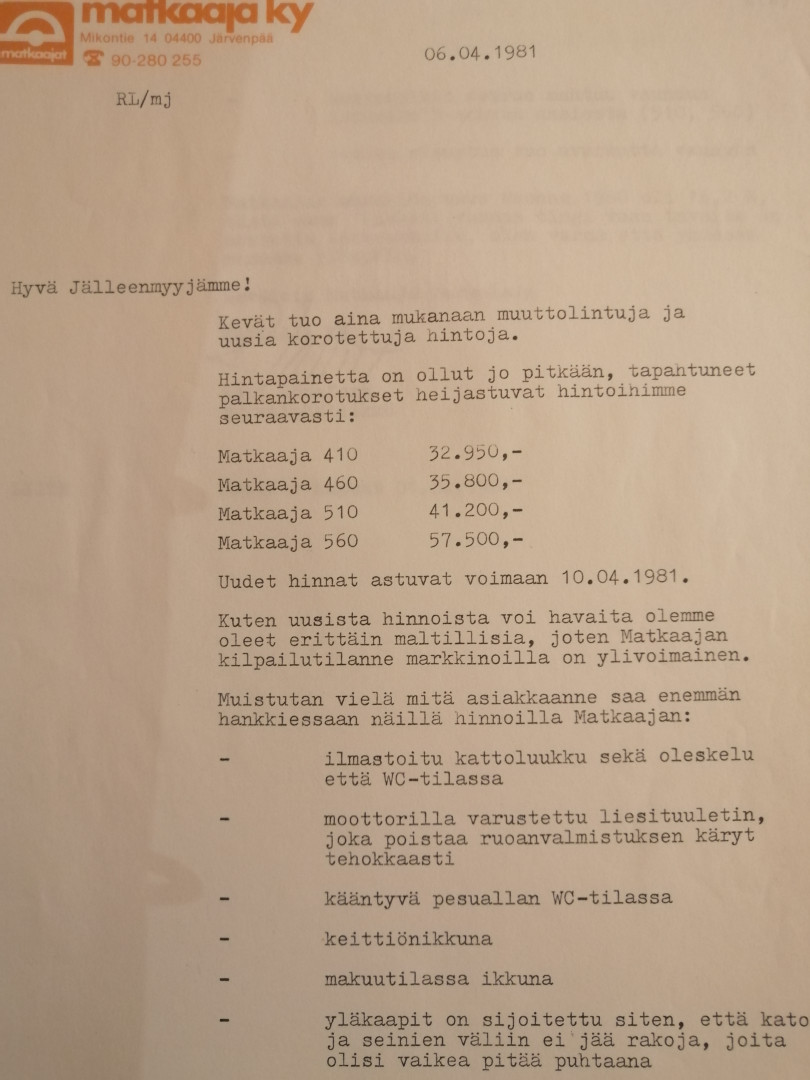 matkaaja ky
Mikontie 14 04400 Järvenpää
matkaajat
☎ 90-280 255
06.04.1981
RL/mj
Hyvä Jälleenmyyjämme!
Kevät tuo aina mukanaan muuttolintuja ja
uusia korotettuja hintoja.
Hintapainetta on ollut jo pitkään, tapahtuneet
palkankorotukset heijastuvat hintoihimme
seuraavasti:
Matkaaja 410 32.950,-
Matkaaja 460 35.800,-
Matkaaja 510 41.200,-
Matkaaja 560 57.500,-
Uudet hinnat astuvat voimaan 10.04.1981.
Kuten uusista hinnoista voi havaita olemme
oleet erittäin maltillisia, joten Matkaajan
kilpailutilanne markkinoilla on ylivoimainen.
Muistutan vielä mitä asiakkaanne saa enemmän
hankkiessaan näillä hinnoilla Matkaajan:
- ilmastoitu kattoluukku sekä oleskelu
että WC-tilassa
- moottorilla varustettu liesituuletin,
joka poistaa ruoanvalmistuksen käryt
tehokkaasti
- kääntyvä pesuallan WC-tilassa
- keittiönikkuna
- makuutilassa ikkuna
- yläkaapit on sijoitettu siten, että kato
ja seinien väliin ei jää rakoja, joita
olisi vaikea pitää puhtaana